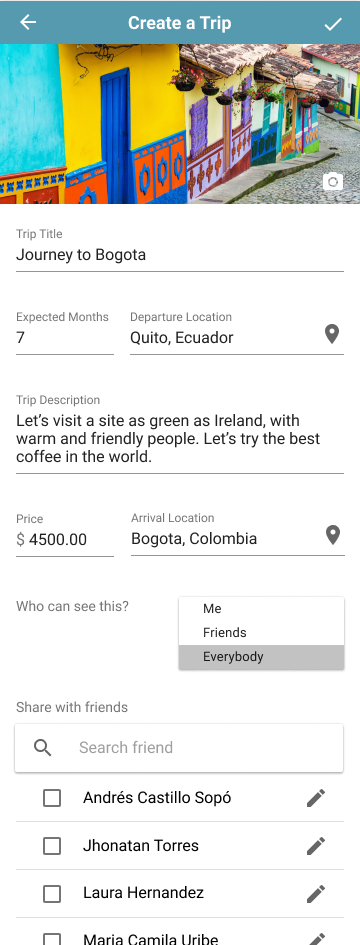 Create a Trip
Trip Title
Journey to Bogota
Expected Months
Departure Location
7
Quito, Ecuador
Trip Description
Let’s visit a site as green as Ireland, with
warm and friendly people. Let’s try the best
coffee in the world.
Price
Arrival Location
$ 4500.00
Bogota, Colombia
Who can see this?
Me
Friends
Everybody
Share with friends
Search friend
Andrés Castillo Sopó
Jhonatan Torres
Laura Hernandez
Maria Camila Uribe